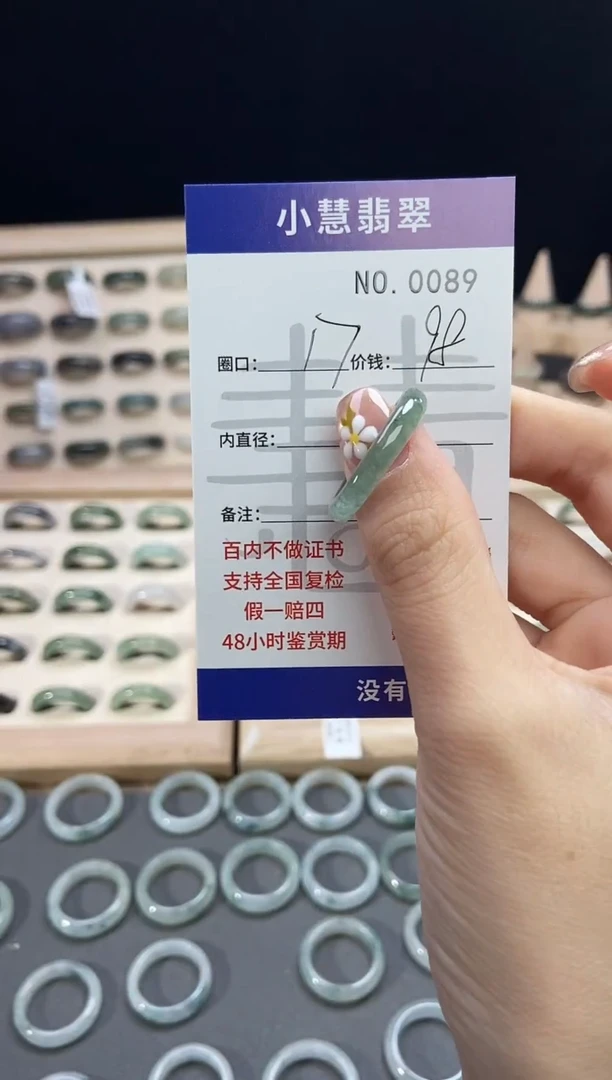 小慧翡翠
NO. 0089
圈口: 17 价钱: 98
内直径:
备注:
百内不做证书
支持全国复检
假一赔四
48小时鉴赏期
没有